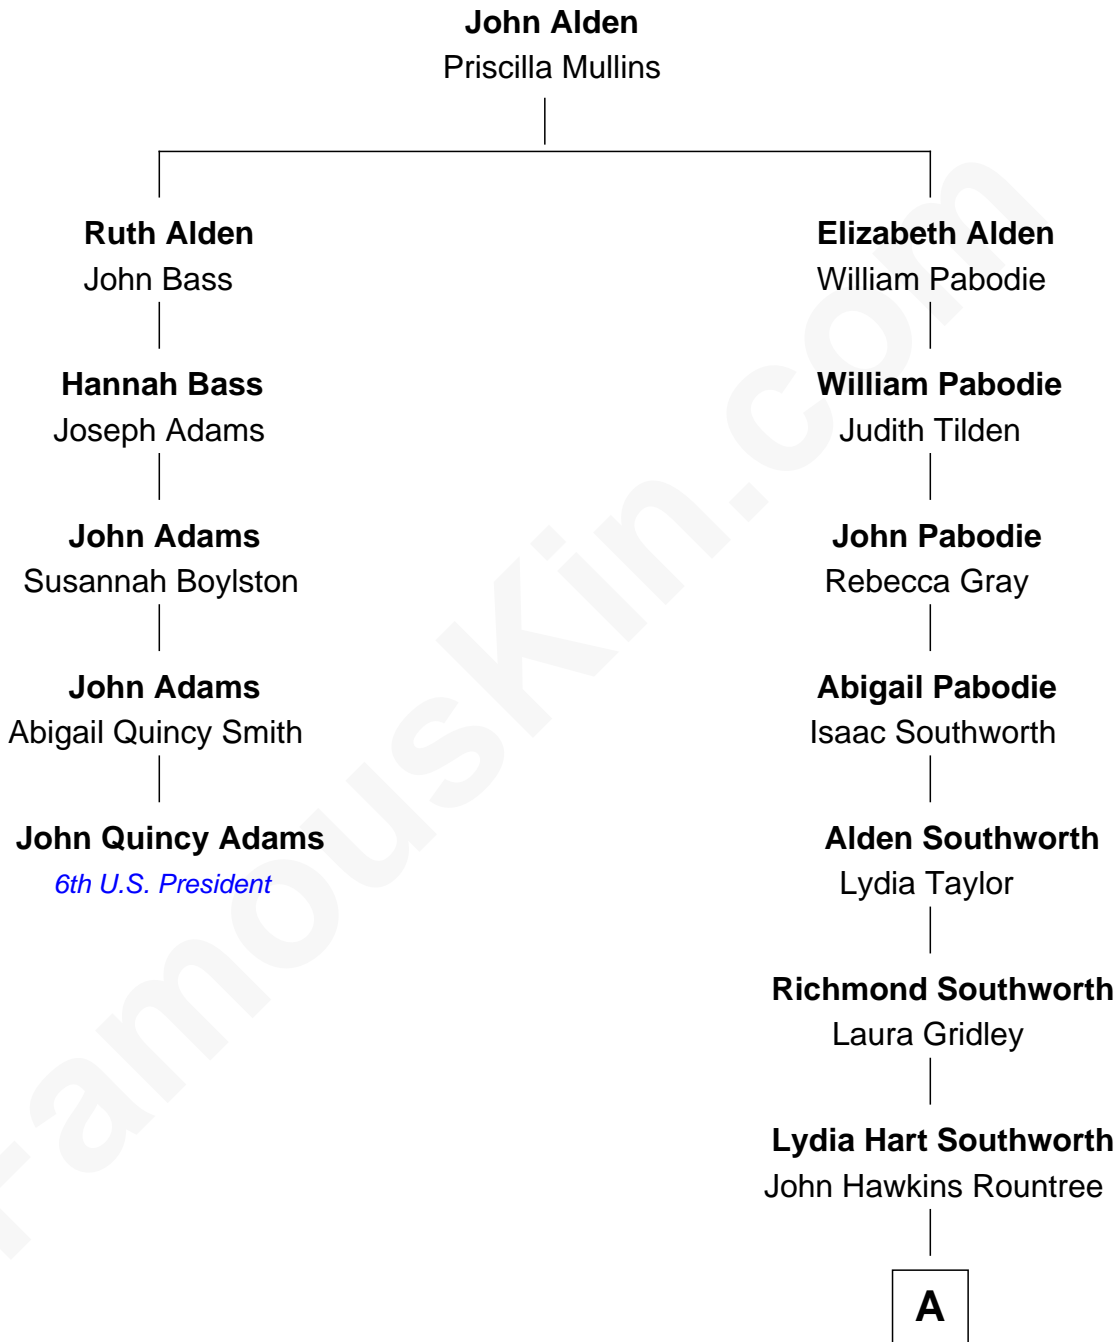 John Alden
Priscilla Mullins
Ruth Alden
John Bass
Elizabeth Alden
William Pabodie
Hannah Bass
Joseph Adams
William Pabodie
Judith Tilden
John Adams
Susannah Boylston
John Pabodie
Rebecca Gray
John Adams
Abigail Quincy Smith
Abigail Pabodie
Isaac Southworth
John Quincy Adams
6th U.S. President
Alden Southworth
Lydia Taylor
Richmond Southworth
Laura Gridley
Lydia Hart Southworth
John Hawkins Rountree
A
FamousKin.com